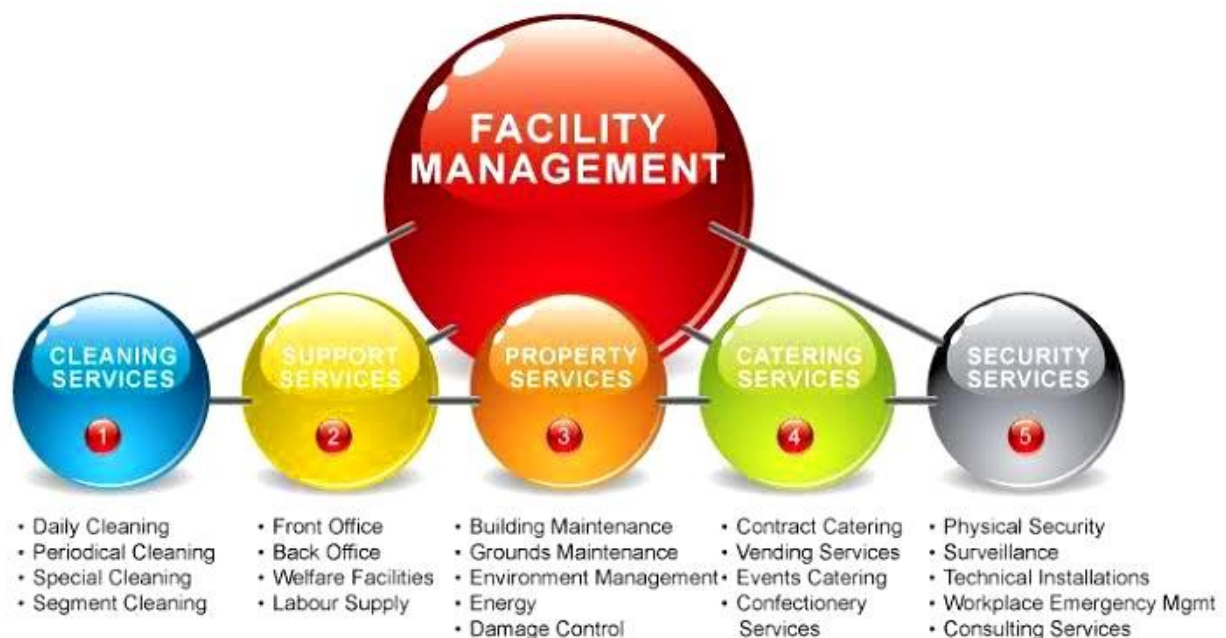 FACILITY
MANAGEMENT
CLEANING
SERVICES
1
SUPPORT
SERVICES
2
PROPERTY
SERVICES
3
CATERING
SERVICES
4
SECURITY
SERVICES
5
• Daily Cleaning
• Periodical Cleaning
• Special Cleaning
• Segment Cleaning
• Front Office
• Back Office
• Welfare Facilities
• Labour Supply
• Building Maintenance
• Grounds Maintenance
• Environment Management
• Energy
• Damage Control
• Contract Catering
• Vending Services
• Events Catering
• Confectionery
Services
• Physical Security
• Surveillance
• Technical Installations
• Workplace Emergency Mgmt
• Consulting Services